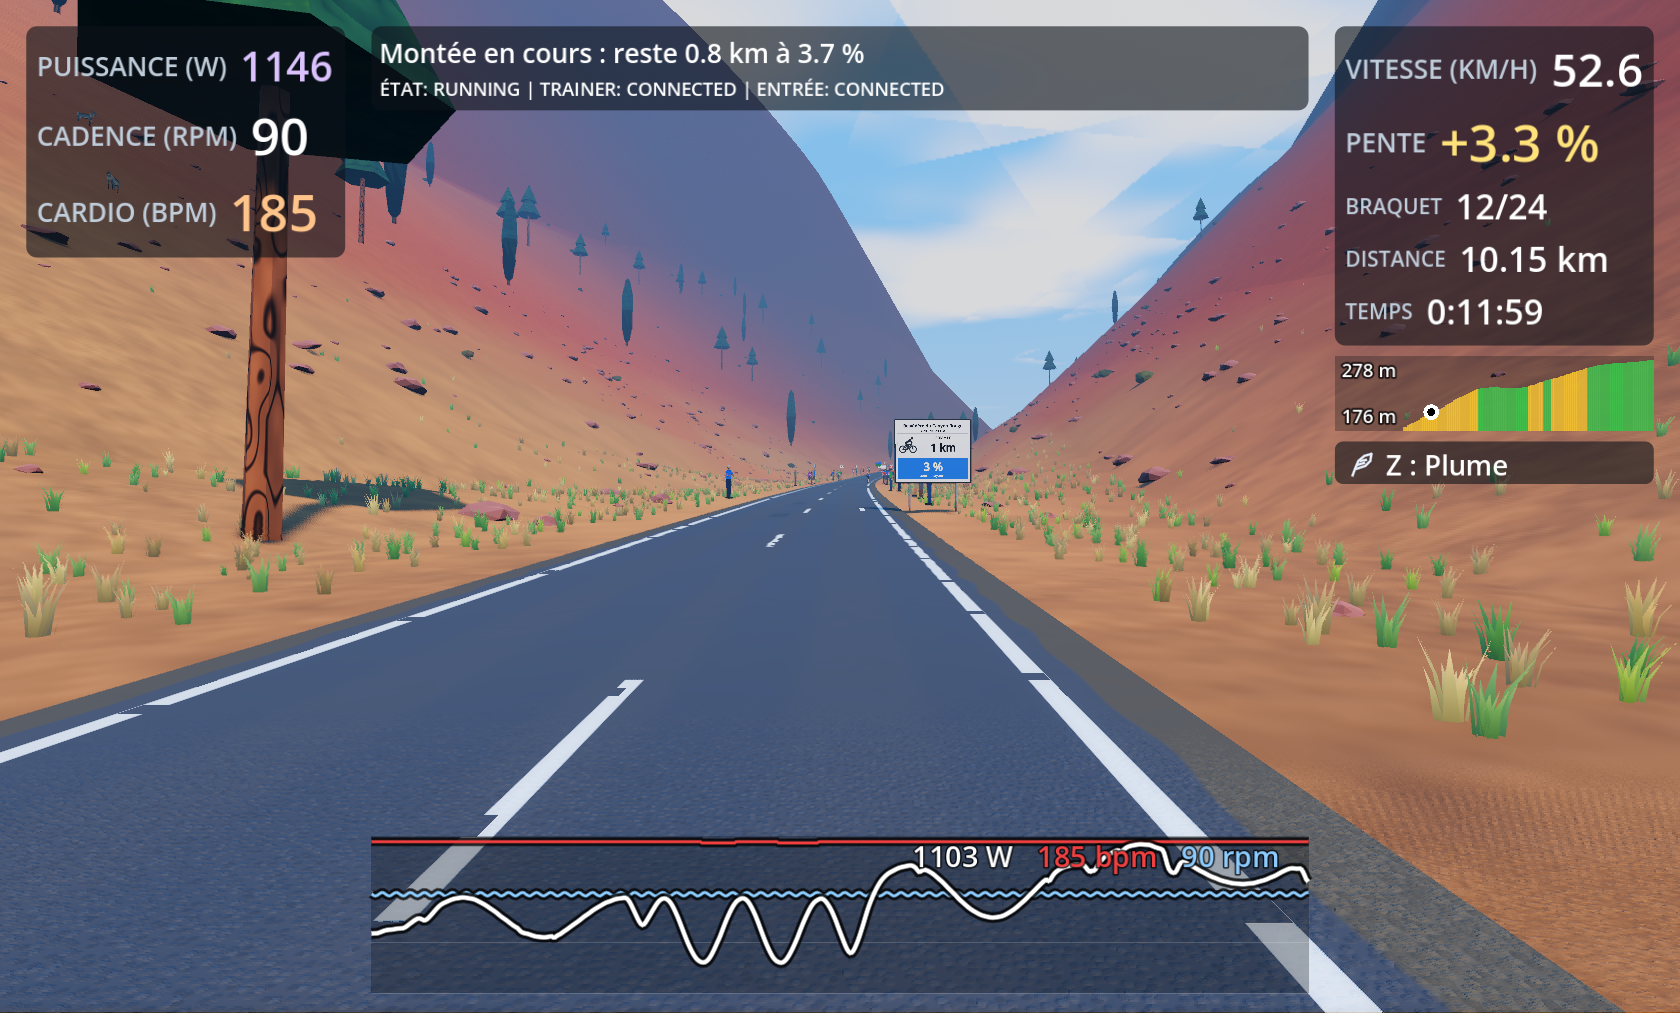 PUISSANCE (W) 1146
CADENCE (RPM) 90
CARDIO (BPM) 185
Montée en cours : reste 0.8 km à 3.7 %
ÉTAT: RUNNING | TRAINER: CONNECTED | ENTRÉE: CONNECTED
VITESSE (KM/H) 52.6
PENTE +3.3 %
BRAQUET 12/24
DISTANCE 10.15 km
TEMPS 0:11:59
278 m
176 m
Z : Plume
1 km
3 %
1103 W 185 bpm 90 rpm